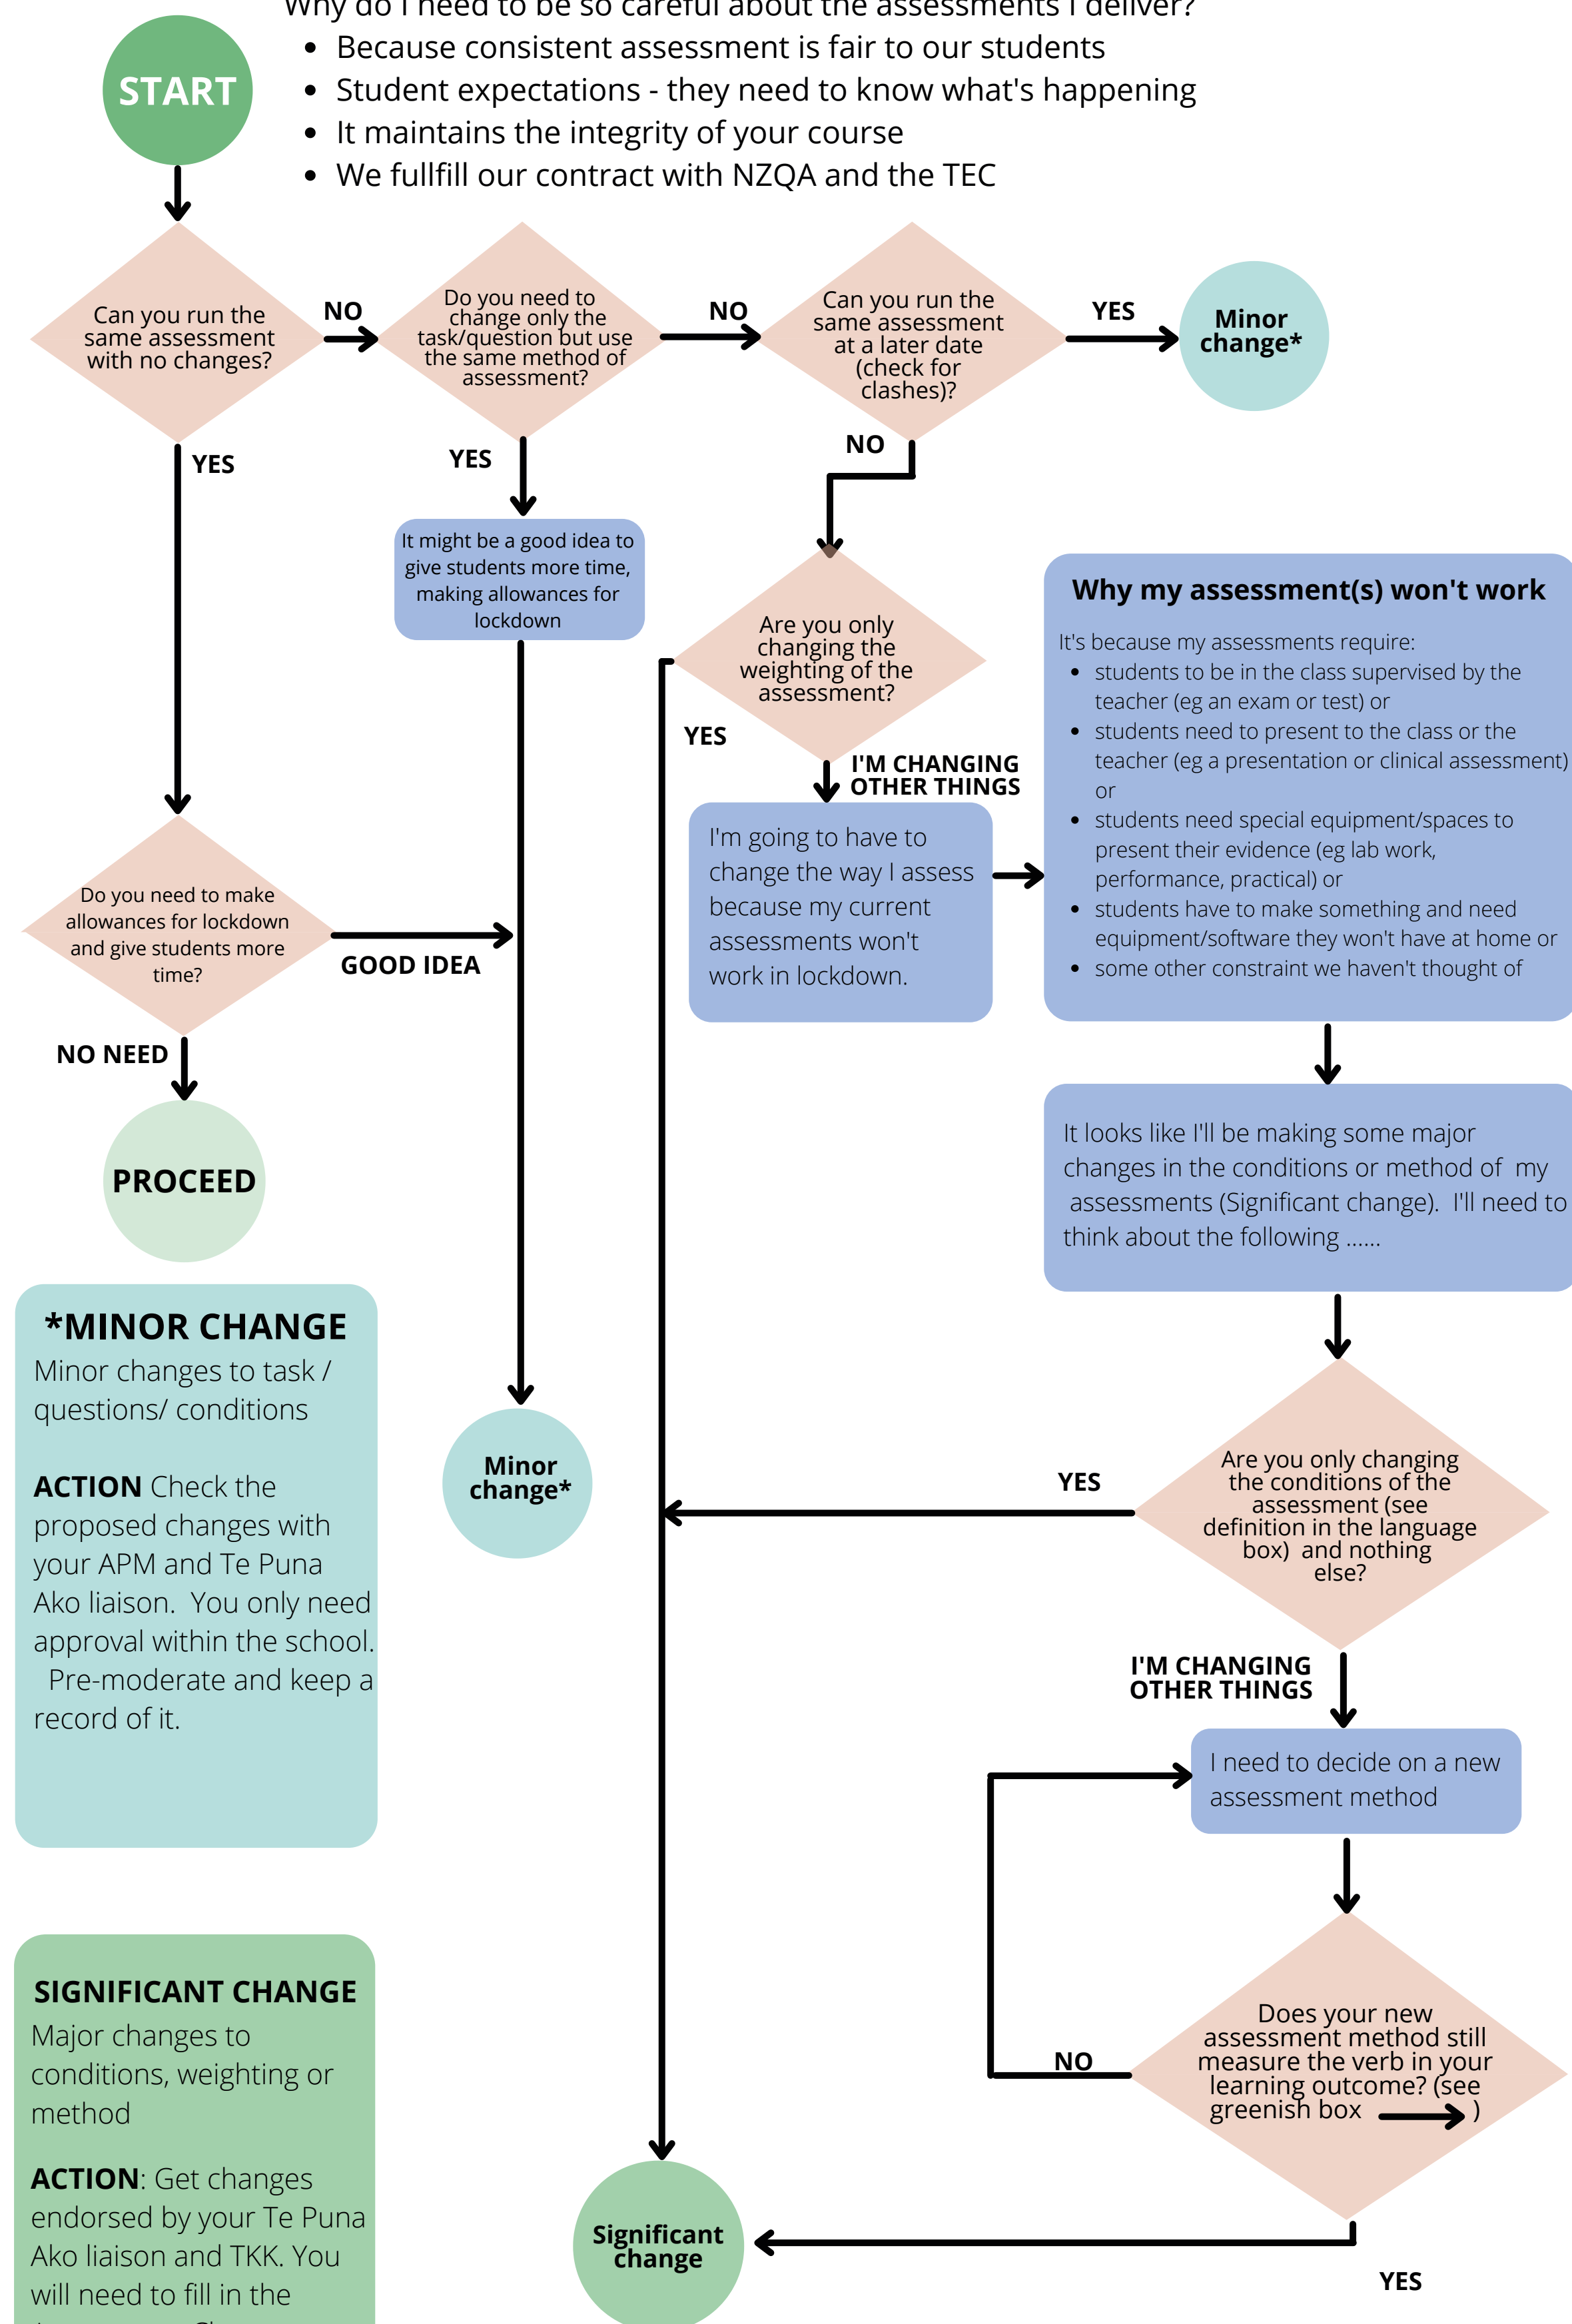 Why do I need to be so careful about the assessments I deliver?
START
Because consistent assessment is fair to our students
Student expectations - they need to know what's happening
It maintains the integrity of your course
We fullfill our contract with NZQA and the TEC
Can you run the
same assessment
with no changes?
NO
Do you need to
change only the
task/question but use
the same method of
assessment?
NO
Can you run the
same assessment
at a later date
(check for
clashes)?
YES
Minor
change*
YES
YES
NO
It might be a good idea to
give students more time,
making allowances for
lockdown
Are you only
changing the
weighting of the
assessment?
YES
I'M CHANGING
OTHER THINGS
Why my assessment(s) won't work
It's because my assessments require:
students to be in the class supervised by the
teacher (eg an exam or test) or
students need to present to the class or the
teacher (eg a presentation or clinical assessment)
or
students need special equipment/spaces to
present their evidence (eg lab work,
performance, practical) or
students have to make something and need
equipment/software they won't have at home or
some other constraint we haven't thought of
I'm going to have to
change the way I assess
because my current
assessments won't
work in lockdown.
Do you need to make
allowances for lockdown
and give students more
time?
GOOD IDEA
NO NEED
PROCEED
It looks like I'll be making some major
changes in the conditions or method of my
assessments (Significant change). I'll need to
think about the following ......
*MINOR CHANGE
Minor changes to task /
questions/ conditions
ACTION Check the
proposed changes with
your APM and Te Puna
Ako liaison. You only need
approval within the school.
Pre-moderate and keep a
record of it.
Minor
change*
YES
Are you only changing
the conditions of the
assessment (see
definition in the language
box) and nothing
else?
I'M CHANGING
OTHER THINGS
I need to decide on a new
assessment method
Does your new
assessment method still
measure the verb in your
learning outcome? (see
greenish box )
NO
YES
Significant
change
SIGNIFICANT CHANGE
Major changes to
conditions, weighting or
method
ACTION: Get changes
endorsed by your Te Puna
Ako liaison and TKK. You
will need to fill in the